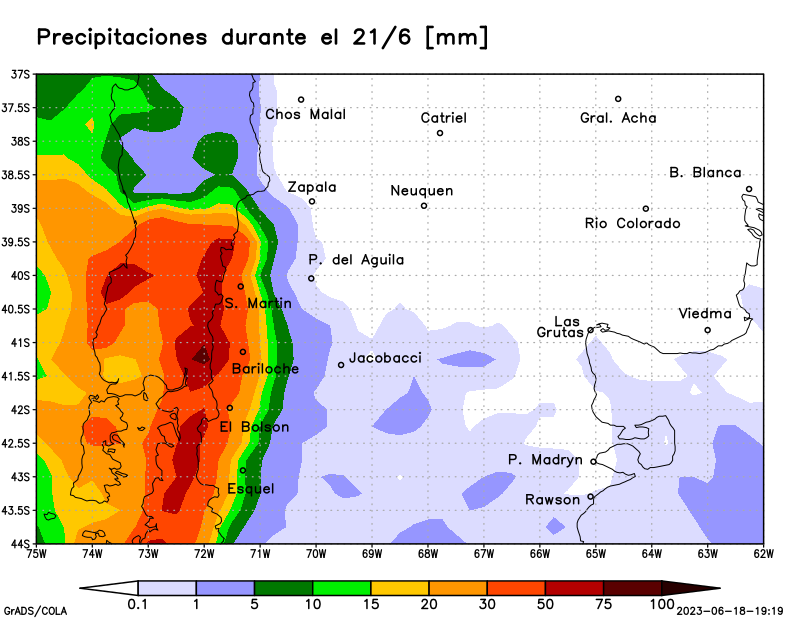 Precipitaciones durante el 21/6 [mm]
37S
37.5S
38S
38.5S
39S
39.5S
40S
40.5S
41S
41.5S
42S
42.5S
43S
43.5S
44S
Chos Malal
Catriel
Gral. Acha
B. Blanca
Zapala
Neuquen
Rio Colorado
P. del Aguila
S. Martin
Las
Grutas
Viedma
Jacobacci
Bariloche
El Bolson
P. Madryn
Esquel
Rawson
75W 74W 73W 72W 71W 70W 69W 68W 67W 66W 65W 64W 63W 62W
0.1 1 5 10 15 20 30 50 75 100
GrADS/COLA
2023-06-18-19:19